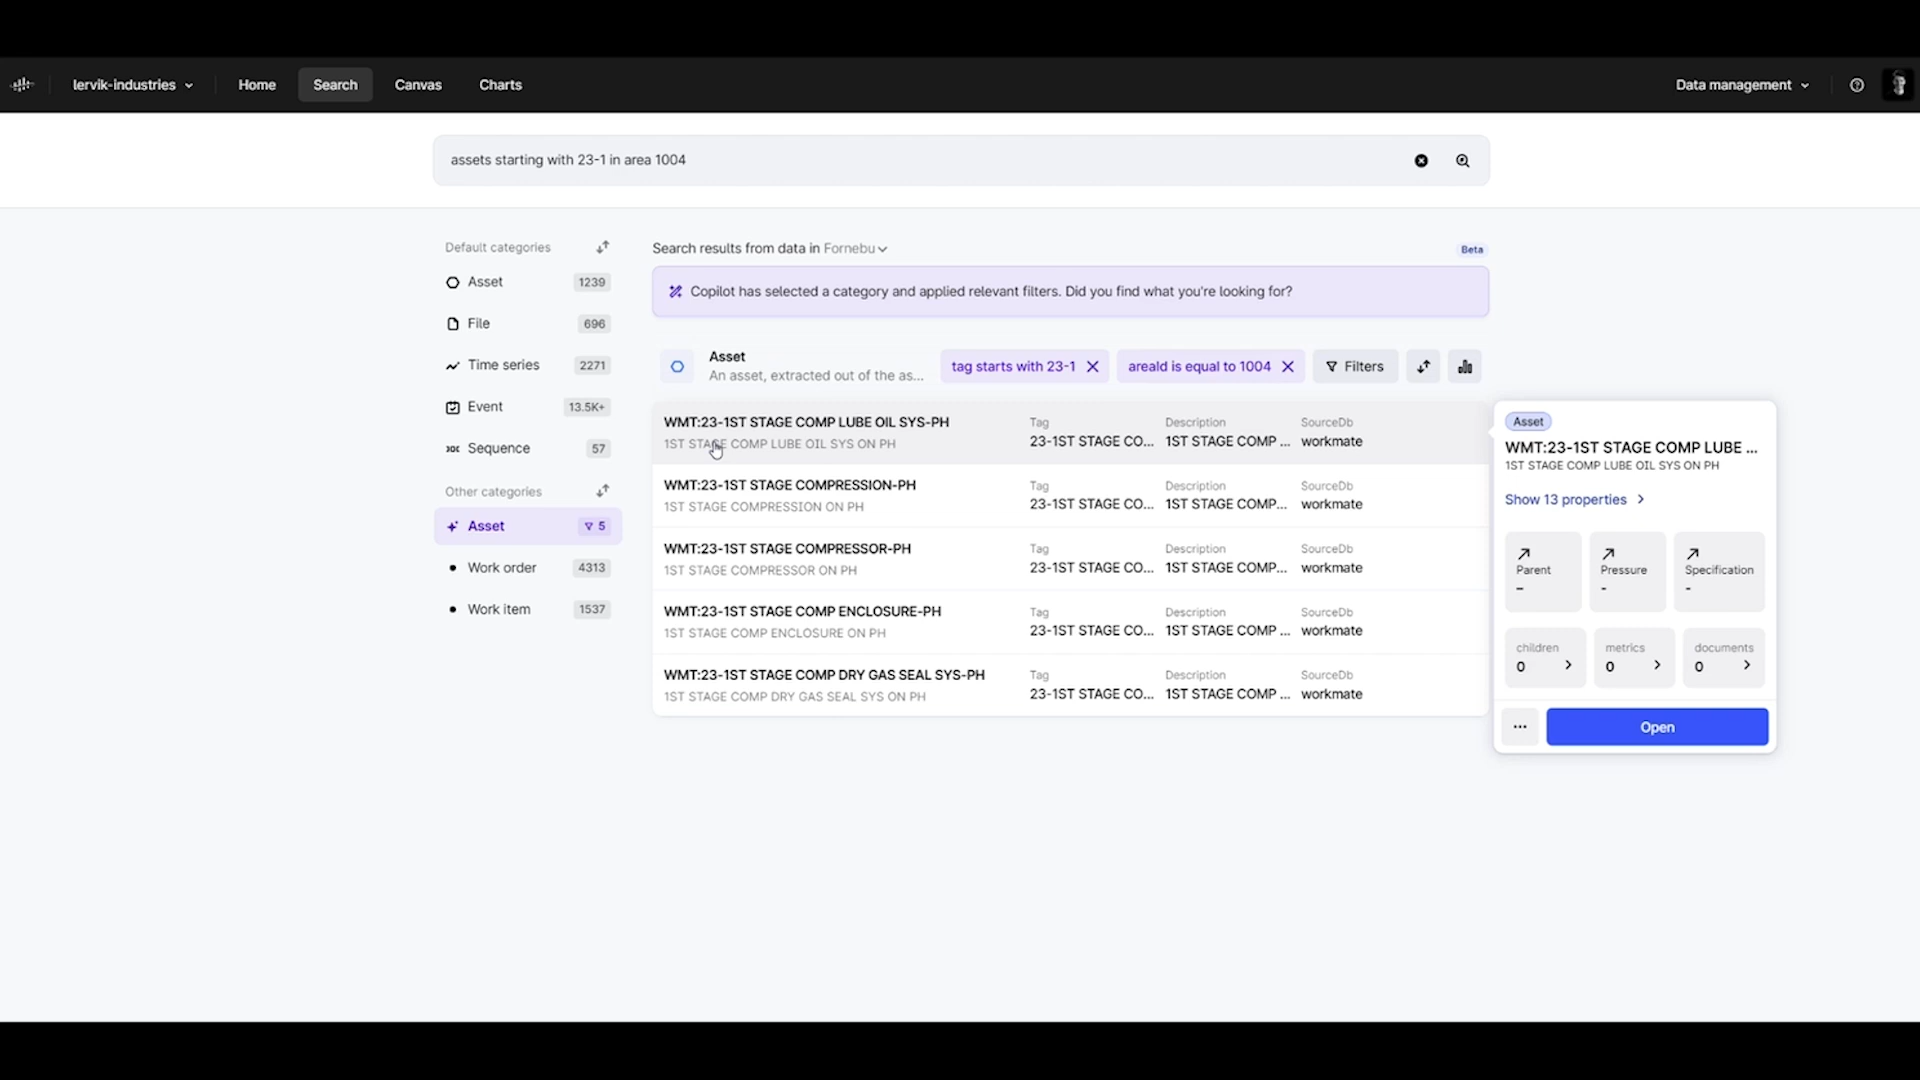 lervik-industries
Home
Search
Canvas
Charts
Data management
assets starting with 23-1 in area 1004
Default categories
Asset 1239
File 696
Time series 2271
Event 13.5K+
Sequence 57
Other categories
Asset 5
Work order 4313
Work item 1537
Search results from data in Fornebu
Beta
Copilot has selected a category and applied relevant filters. Did you find what you're looking for?
Asset
An asset, extracted out of the as...
tag starts with 23-1
areaId is equal to 1004
Filters
WMT:23-1ST STAGE COMP LUBE OIL SYS-PH
1ST STAGE COMP LUBE OIL SYS ON PH
Tag Description SourceDb
23-1ST STAGE CO... 1ST STAGE COMP ... workmate
WMT:23-1ST STAGE COMPRESSION-PH
1ST STAGE COMPRESSION ON PH
Tag Description SourceDb
23-1ST STAGE CO... 1ST STAGE COMP... workmate
WMT:23-1ST STAGE COMPRESSOR-PH
1ST STAGE COMPRESSOR ON PH
Tag Description SourceDb
23-1ST STAGE CO... 1ST STAGE COMP... workmate
WMT:23-1ST STAGE COMP ENCLOSURE-PH
1ST STAGE COMP ENCLOSURE ON PH
Tag Description SourceDb
23-1ST STAGE CO... 1ST STAGE COMP ... workmate
WMT:23-1ST STAGE COMP DRY GAS SEAL SYS-PH
1ST STAGE COMP DRY GAS SEAL SYS ON PH
Tag Description SourceDb
23-1ST STAGE CO... 1ST STAGE COMP ... workmate
Asset
WMT:23-1ST STAGE COMP LUBE ...
1ST STAGE COMP LUBE OIL SYS ON PH
Show 13 properties
Parent Pressure Specification
- - -
children metrics documents
0 0 0
... Open